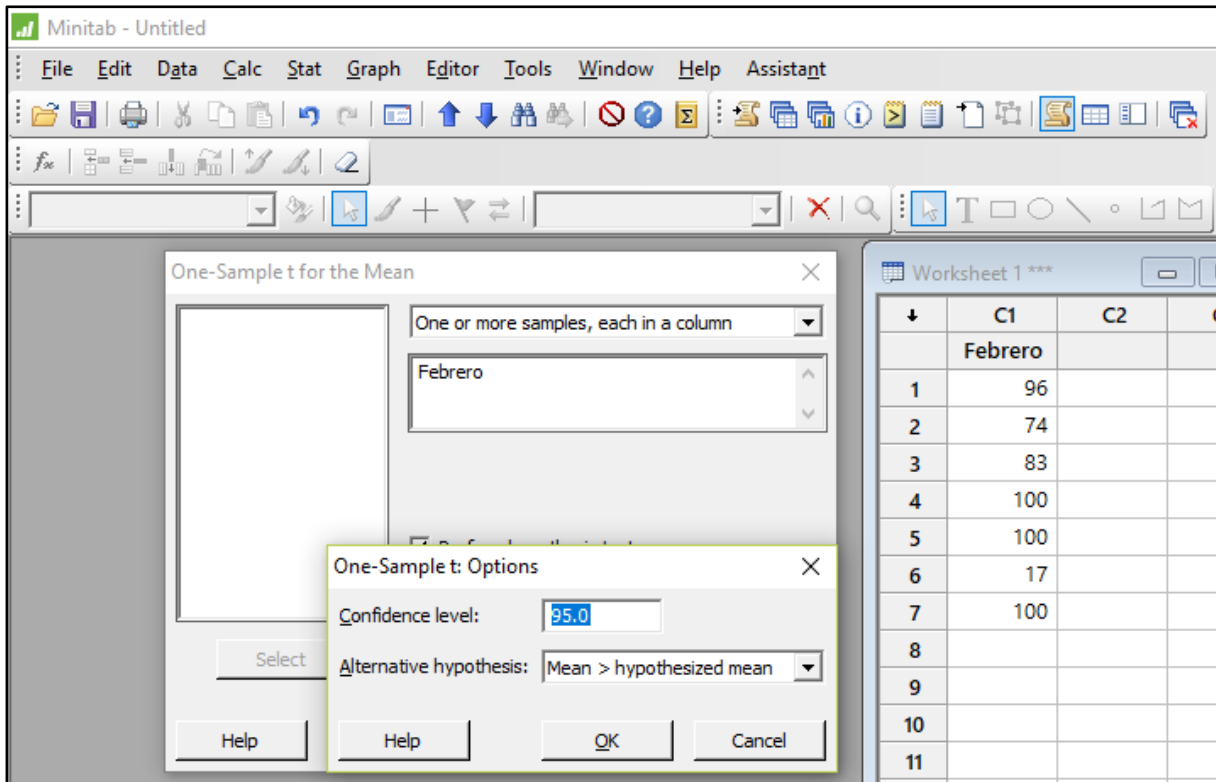 Minitab - Untitled
File Edit Data Calc Stat Graph Editor Tools Window Help Assistant
One-Sample t for the Mean
One or more samples, each in a column
Febrero
Select
Help
One-Sample t: Options
Confidence level: 95.0
Alternative hypothesis: Mean > hypothesized mean
Help OK Cancel
Worksheet 1 ***
C1 C2
Febrero
1 96
2 74
3 83
4 100
5 100
6 17
7 100
8
9
10
11